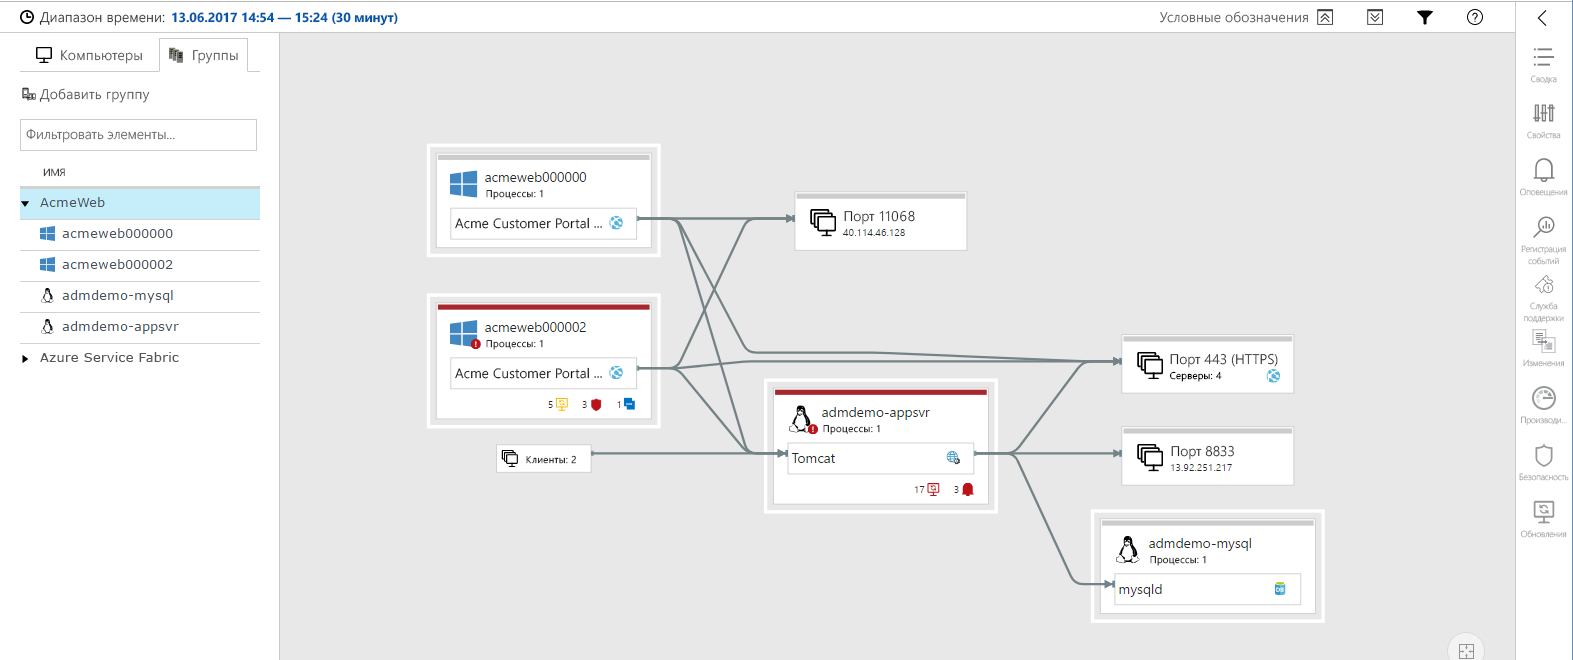 Диапазон времени: 13.06.2017 14:54 — 15:24 (30 минут)
Условные обозначения
Компьютеры
Группы
Добавить группу
Фильтровать элементы...
ИМЯ
AcmeWeb
acmeweb000000
acmeweb000002
admdemo-mysql
admdemo-appsvr
Azure Service Fabric
acmeweb000000
Процессы: 1
Acme Customer Portal ...
Порт 11068
40.114.46.128
acmeweb000002
Процессы: 1
Acme Customer Portal ...
5 3 1
Клиенты: 2
admdemo-appsvr
Процессы: 1
Tomcat
17 3
Порт 443 (HTTPS)
Серверы: 4
Порт 8833
13.92.251.217
admdemo-mysql
Процессы: 1
mysqld
Сводка
Свойства
Оповещения
Регистрация
событий
Служба
поддержки
Изменения
Производи...
Безопасность
Обновления